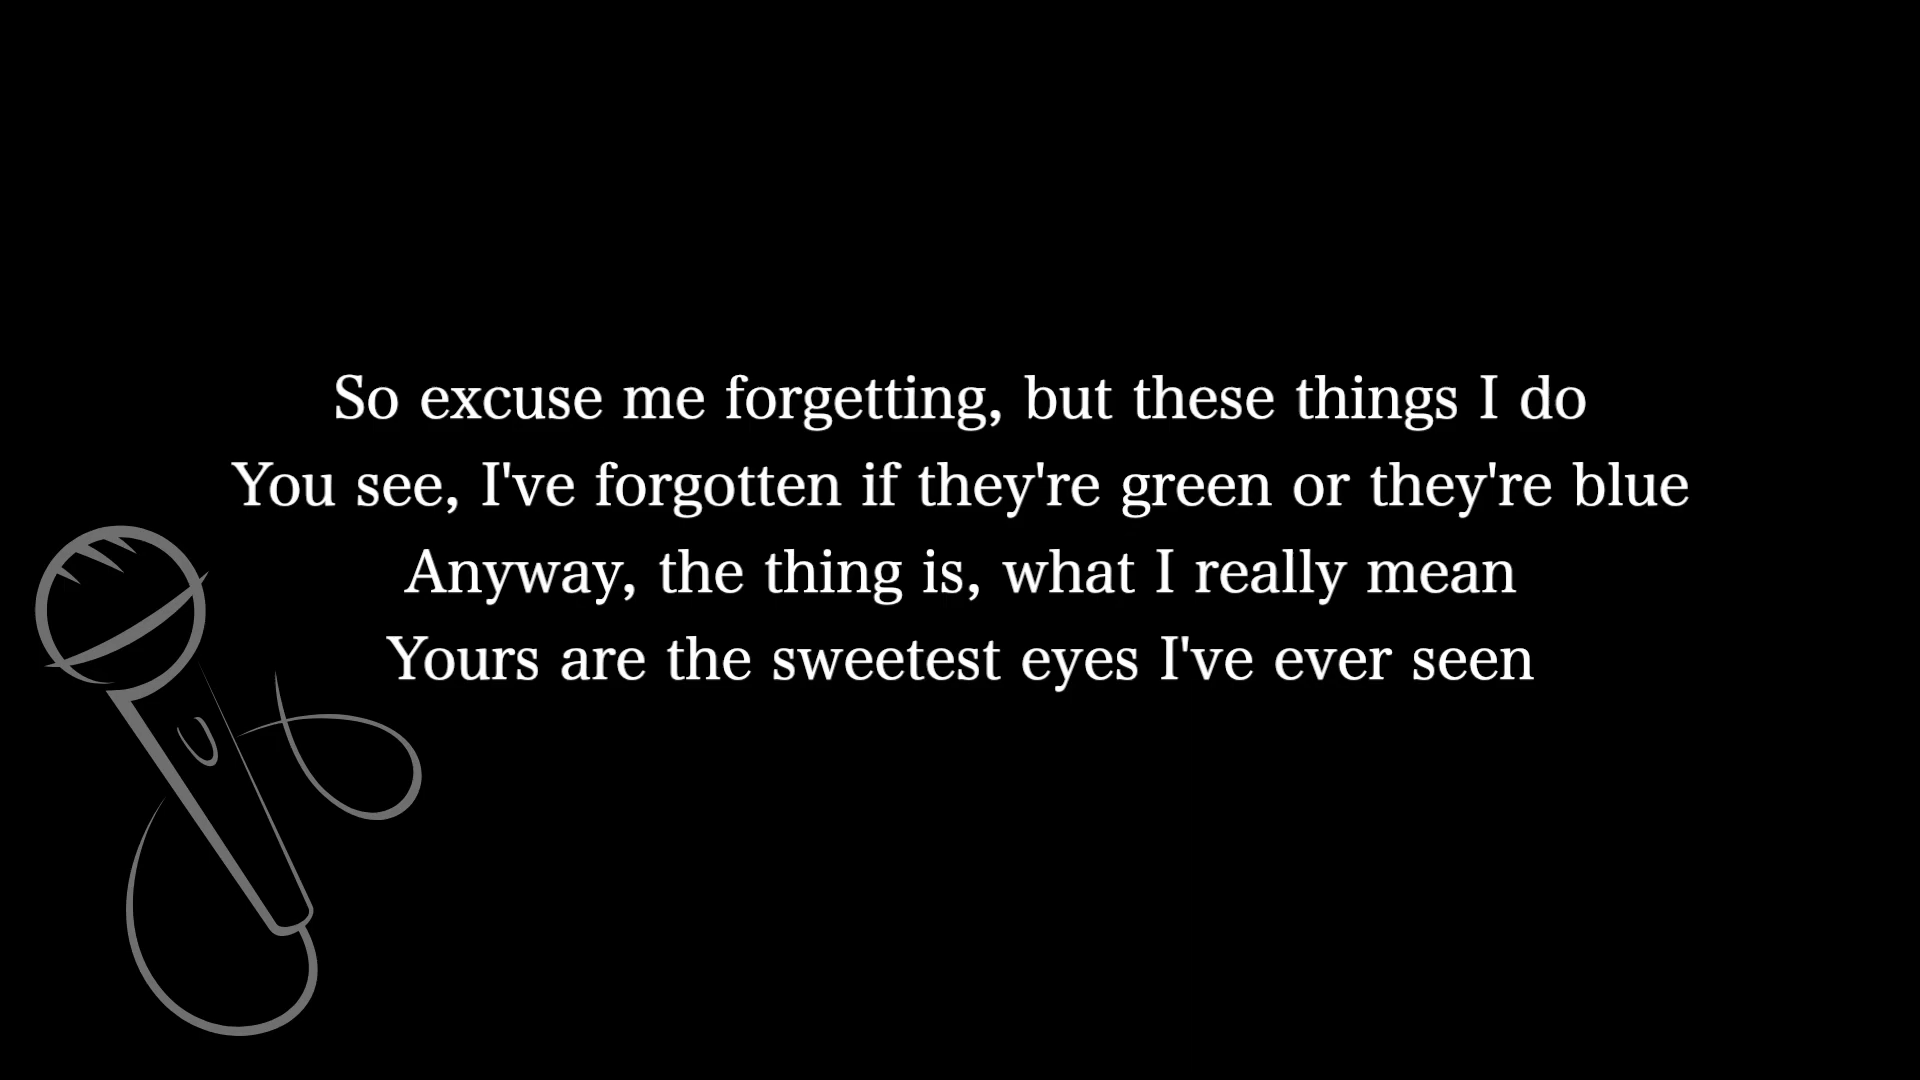 So excuse me forgetting, but these things I do
You see, I've forgotten if they're green or they're blue
Anyway, the thing is, what I really mean
Yours are the sweetest eyes I've ever seen